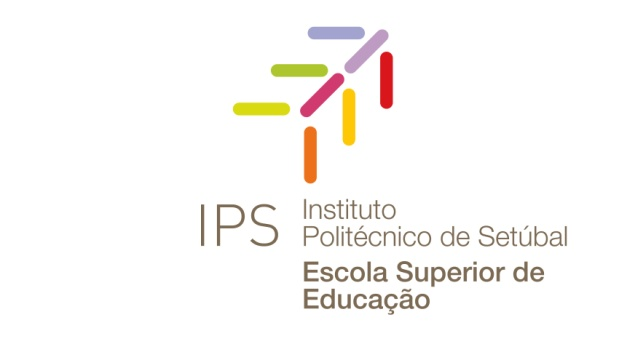 IPS
Instituto
Politécnico de Setúbal
Escola Superior de
Educação